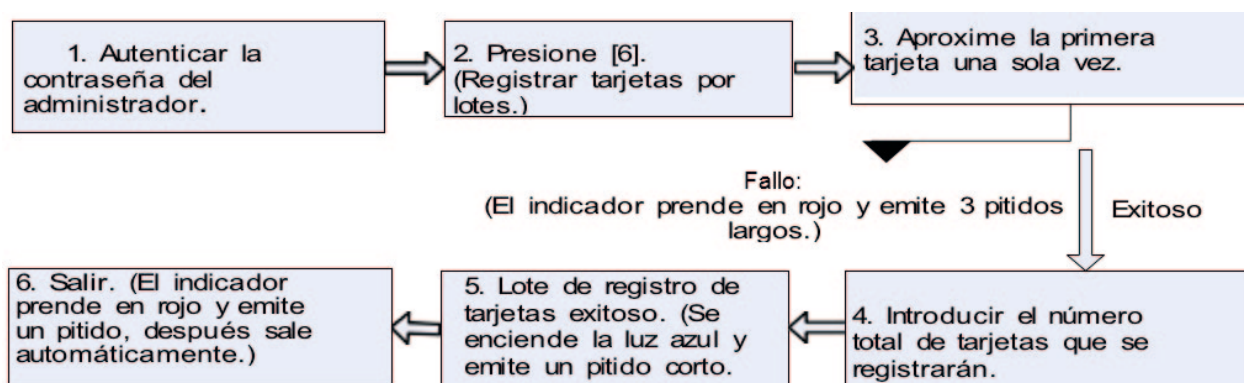 1. Autenticar la
contraseña del
administrador.
2. Presione [6].
(Registrar tarjetas por
lotes.)
3. Aproxime la primera
tarjeta una sola vez.
Fallo:
(El indicador prende en rojo y emite 3 pitidos
largos.)
Exitoso
4. Introducir el número
total de tarjetas que se
registrarán.
5. Lote de registro de
tarjetas exitoso. (Se
enciende la luz azul y
emite un pitido corto.
6. Salir. (El indicador
prende en rojo y emite
un pitido, después sale
automáticamente.)